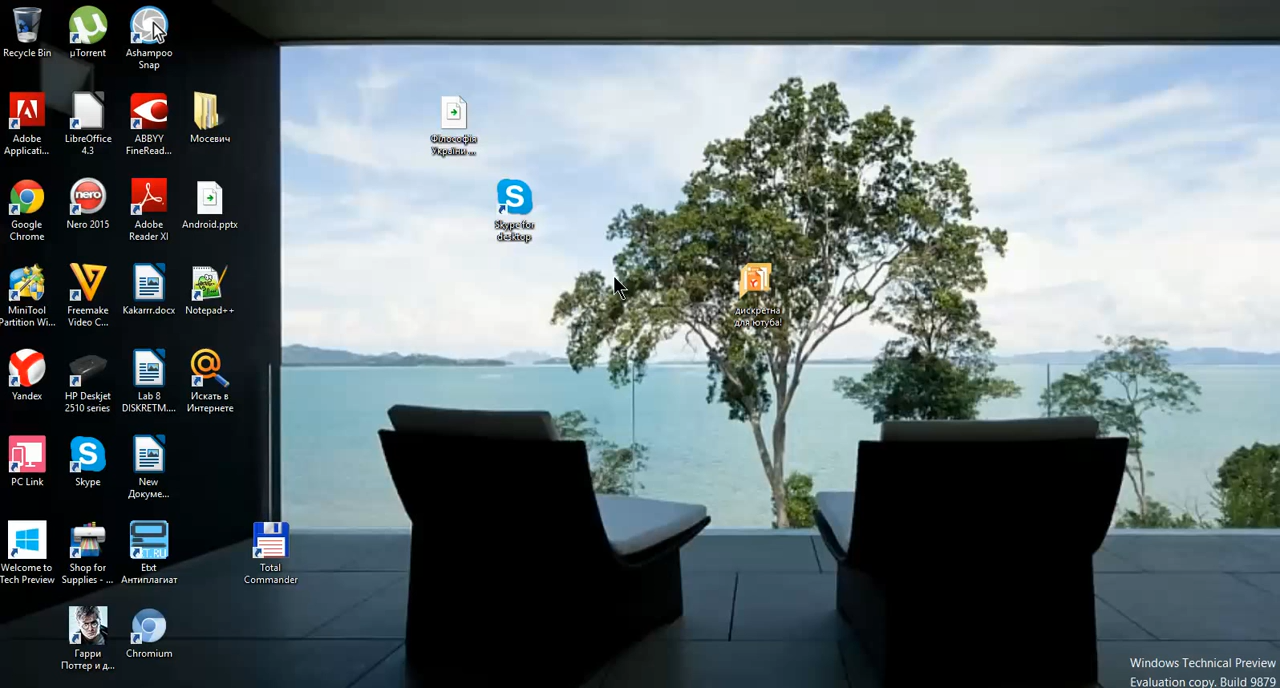 Recycle Bin
µTorrent
Ashampoo
Snap
Adobe
Applicati...
LibreOffice
4.3
ABBYY
FineRead...
Мосевич
Філософія
України ...
Google
Chrome
Nero 2015
Adobe
Reader XI
Android.pptx
Skype for
desktop
MiniTool
Partition Wi...
Freemake
Video C...
Kakarrr.docx
Notepad++
дискретна
для ютуба!
Yandex
HP Deskjet
2510 series
Lab 8
DISKRETM....
Искать в
Интернете
PC Link
Skype
New
Докуме...
Welcome to
Tech Preview
Shop for
Supplies - ...
Etxt
Антиплагиат
Total
Commander
Гарри
Поттер и д...
Chromium
Windows Technical Preview
Evaluation copy. Build 9879